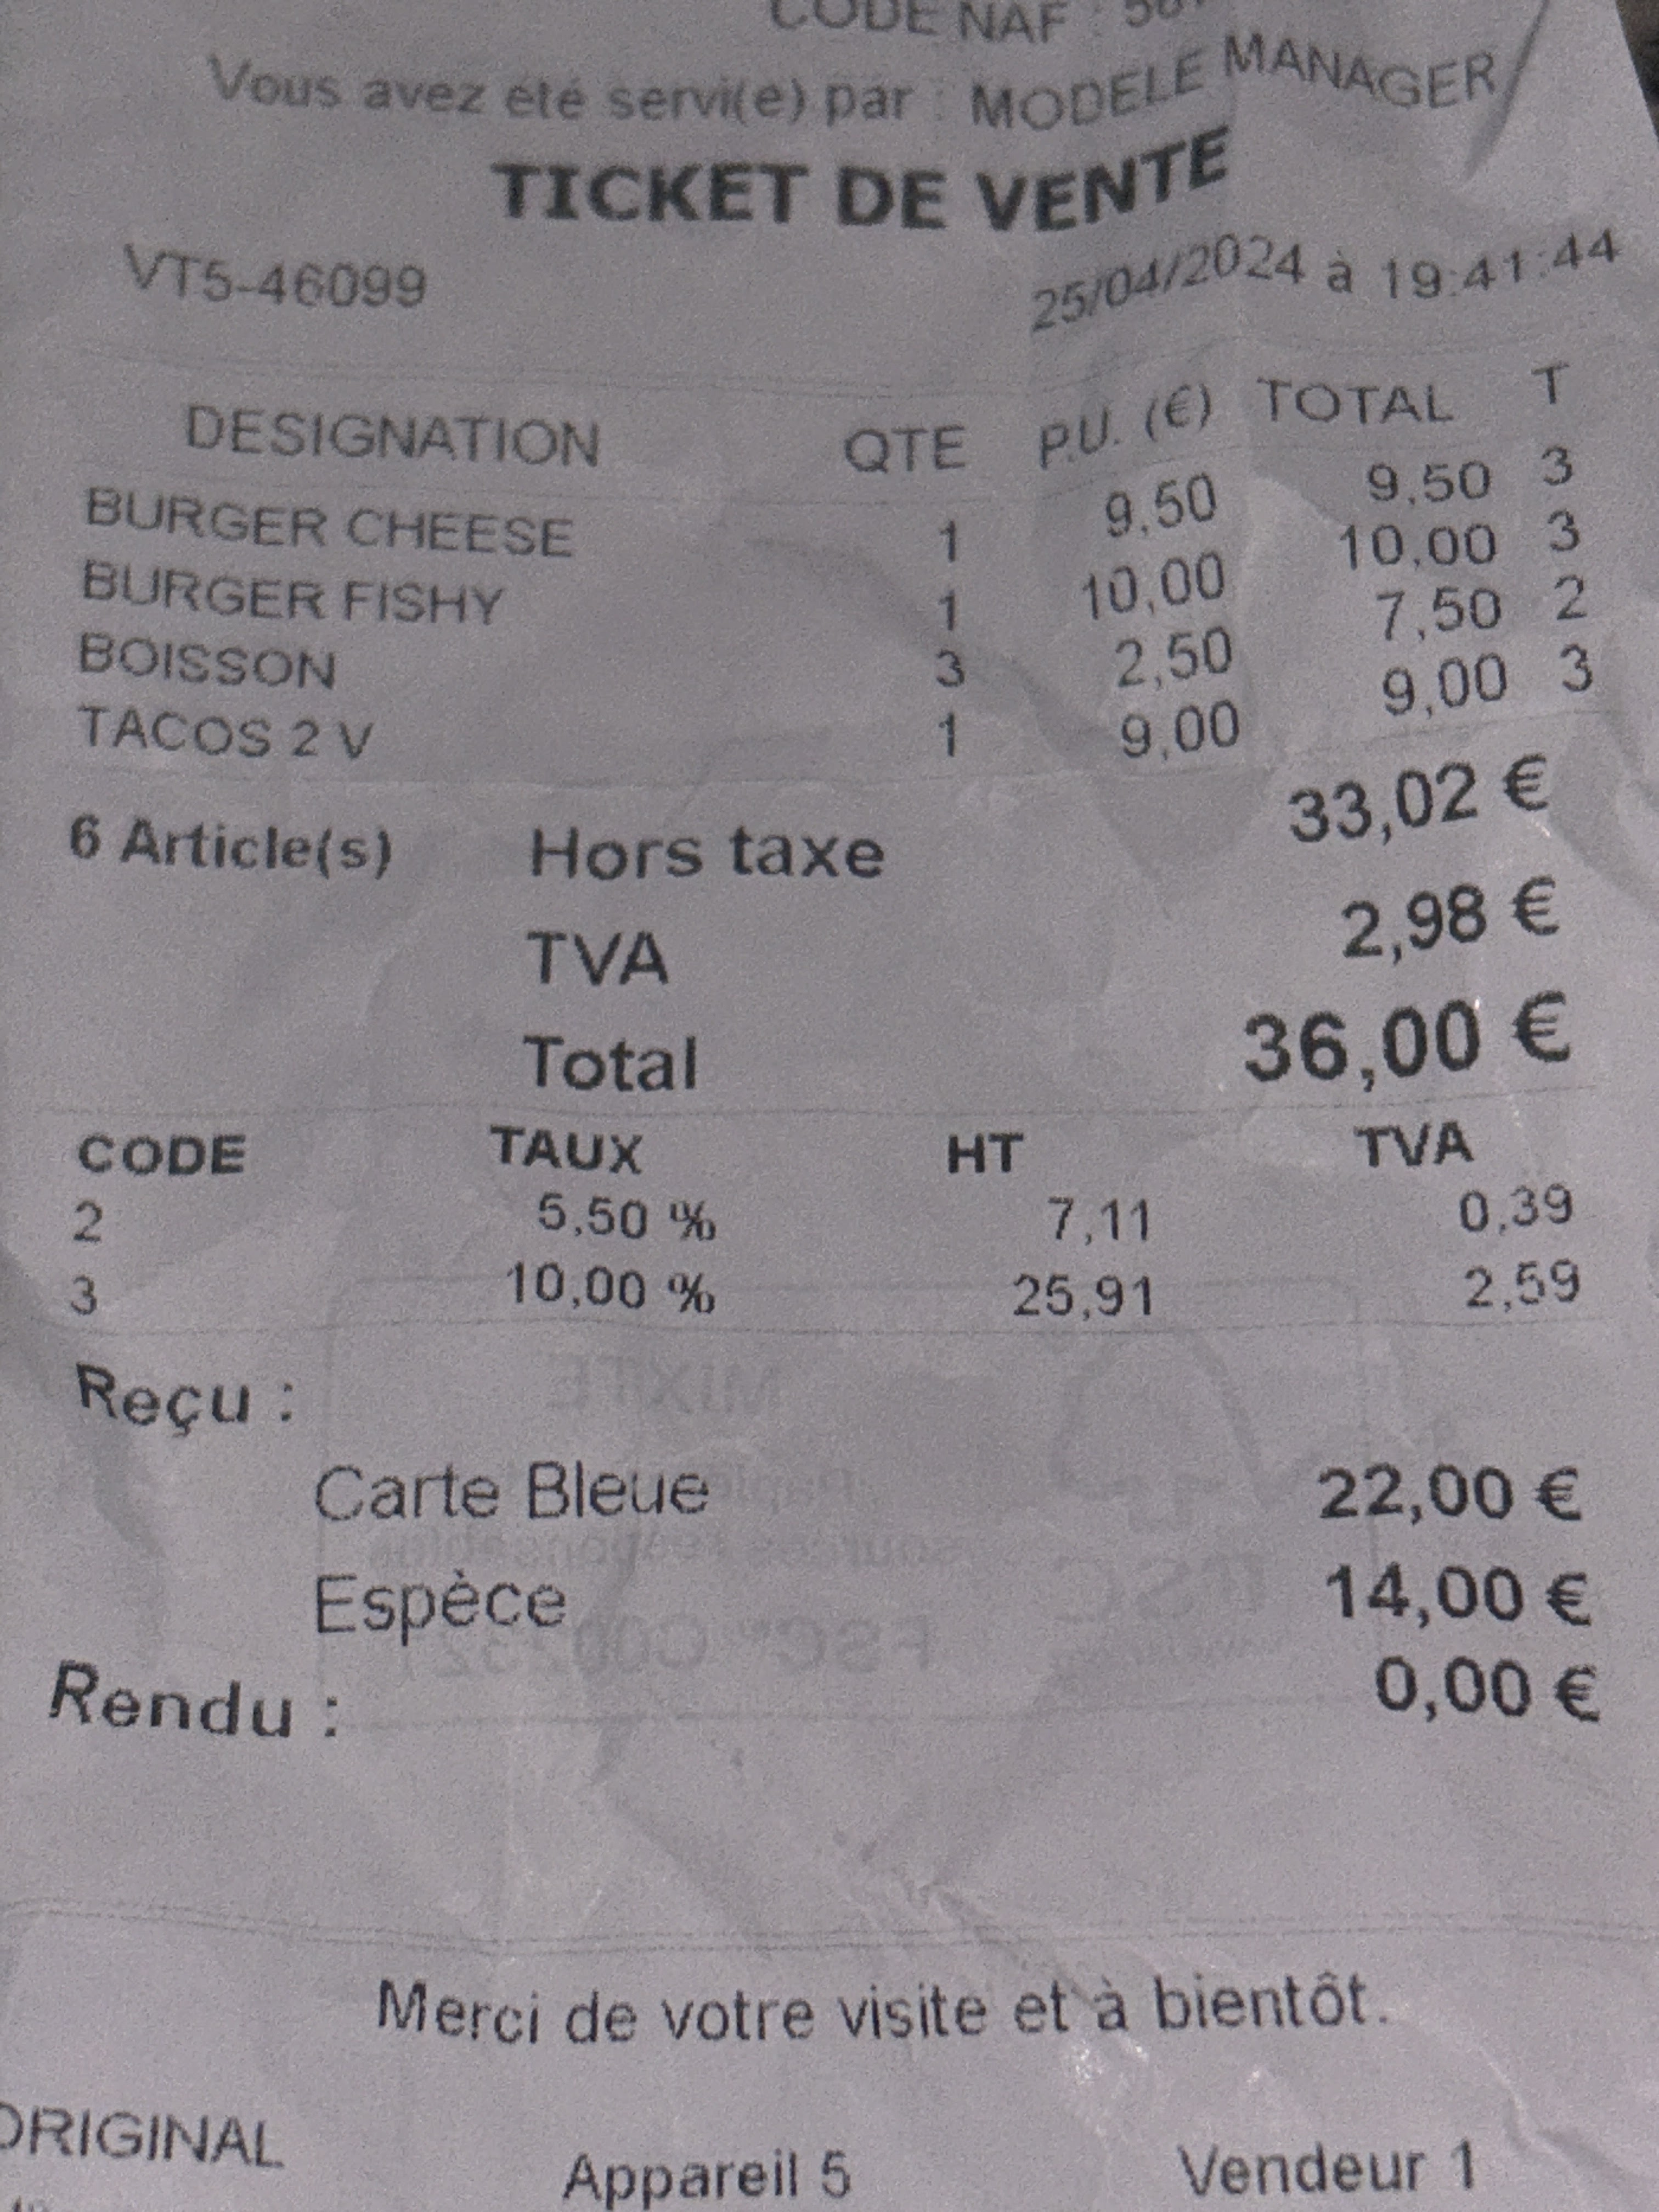 CODE NAF :
Vous avez été servi(e) par : MODELE MANAGER
TICKET DE VENTE
VT5-46099 25/04/2024 à 19:41:44
DESIGNATION QTE P.U. (€) TOTAL T
BURGER CHEESE 1 9,50 9,50 3
BURGER FISHY 1 10,00 10,00 3
BOISSON 3 2,50 7,50 2
TACOS 2 V 1 9,00 9,00 3
6 Article(s) Hors taxe 33,02 €
TVA 2,98 €
Total 36,00 €
CODE TAUX HT TVA
2 5,50 % 7,11 0,39
3 10,00 % 25,91 2,59
Reçu :
Carte Bleue 22,00 €
Espèce 14,00 €
Rendu : 0,00 €
Merci de votre visite et à bientôt.
ORIGINAL Appareil 5 Vendeur 1